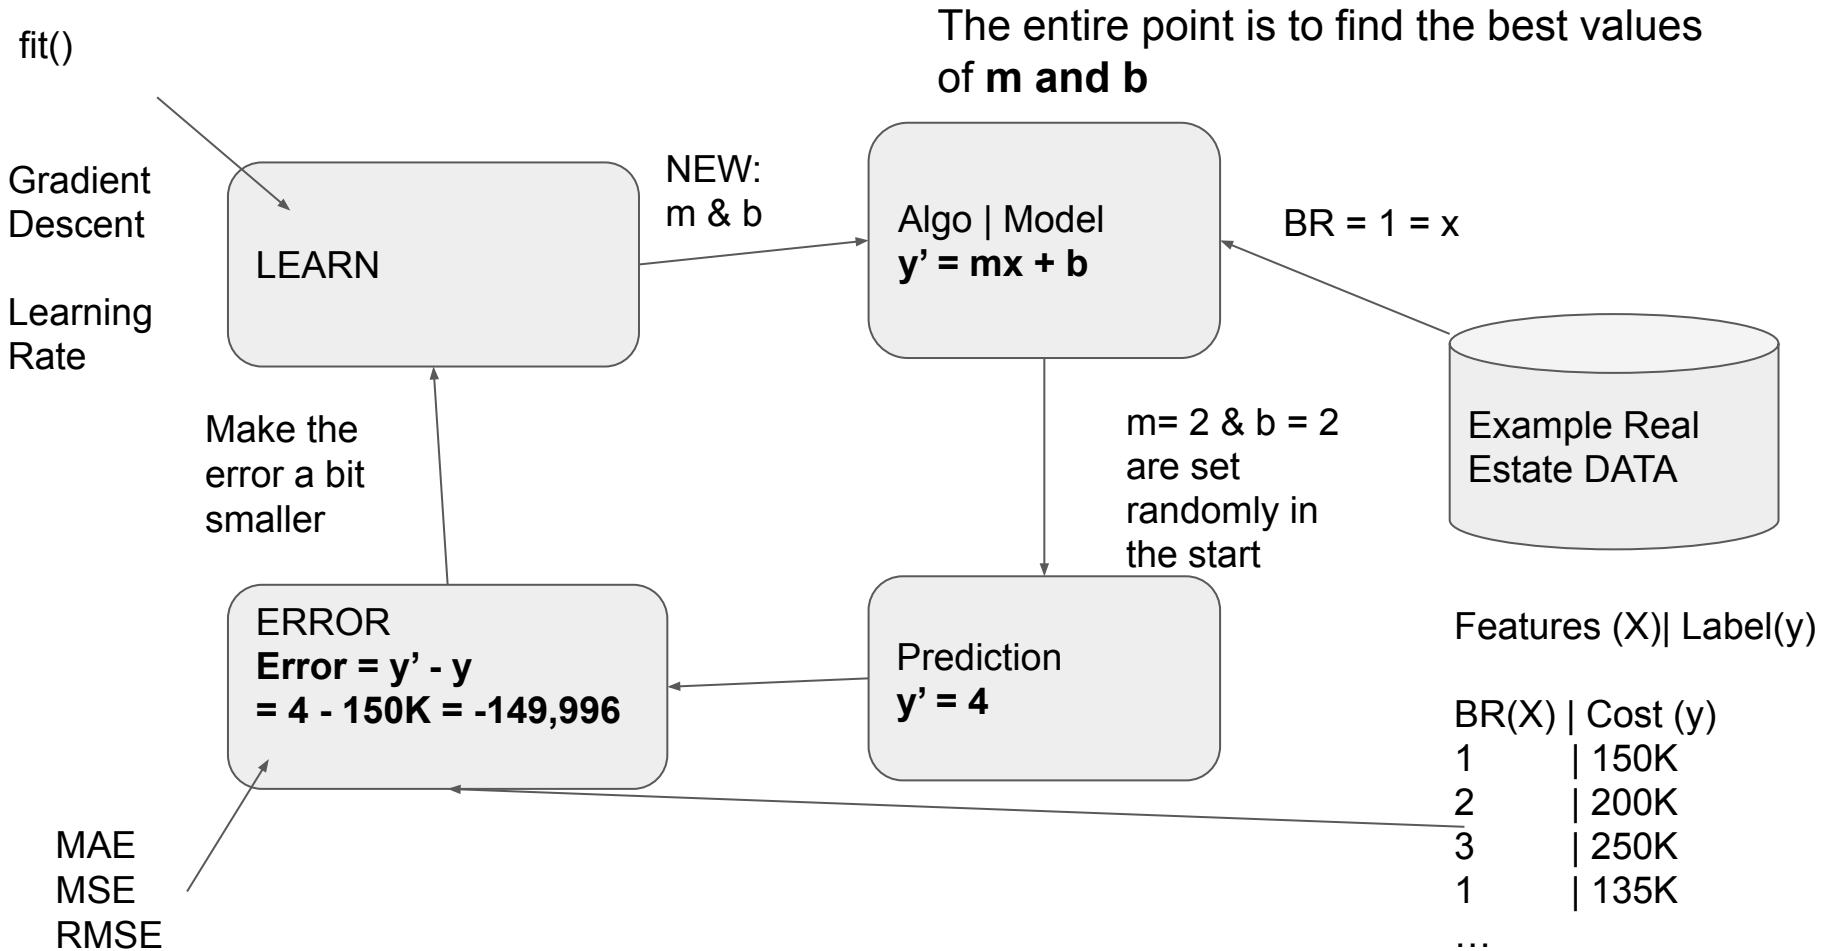 fit()
The entire point is to find the best values
of m and b
Gradient
Descent
Learning
Rate
LEARN
NEW:
m & b
Algo | Model
y’ = mx + b
BR = 1 = x
Example Real
Estate DATA
m= 2 & b = 2
are set
randomly in
the start
Make the
error a bit
smaller
ERROR
Error = y’ - y
= 4 - 150K = -149,996
Prediction
y’ = 4
Features (X)| Label(y)
BR(X) | Cost (y)
1 | 150K
2 | 200K
3 | 250K
1 | 135K
…
MAE
MSE
RMSE